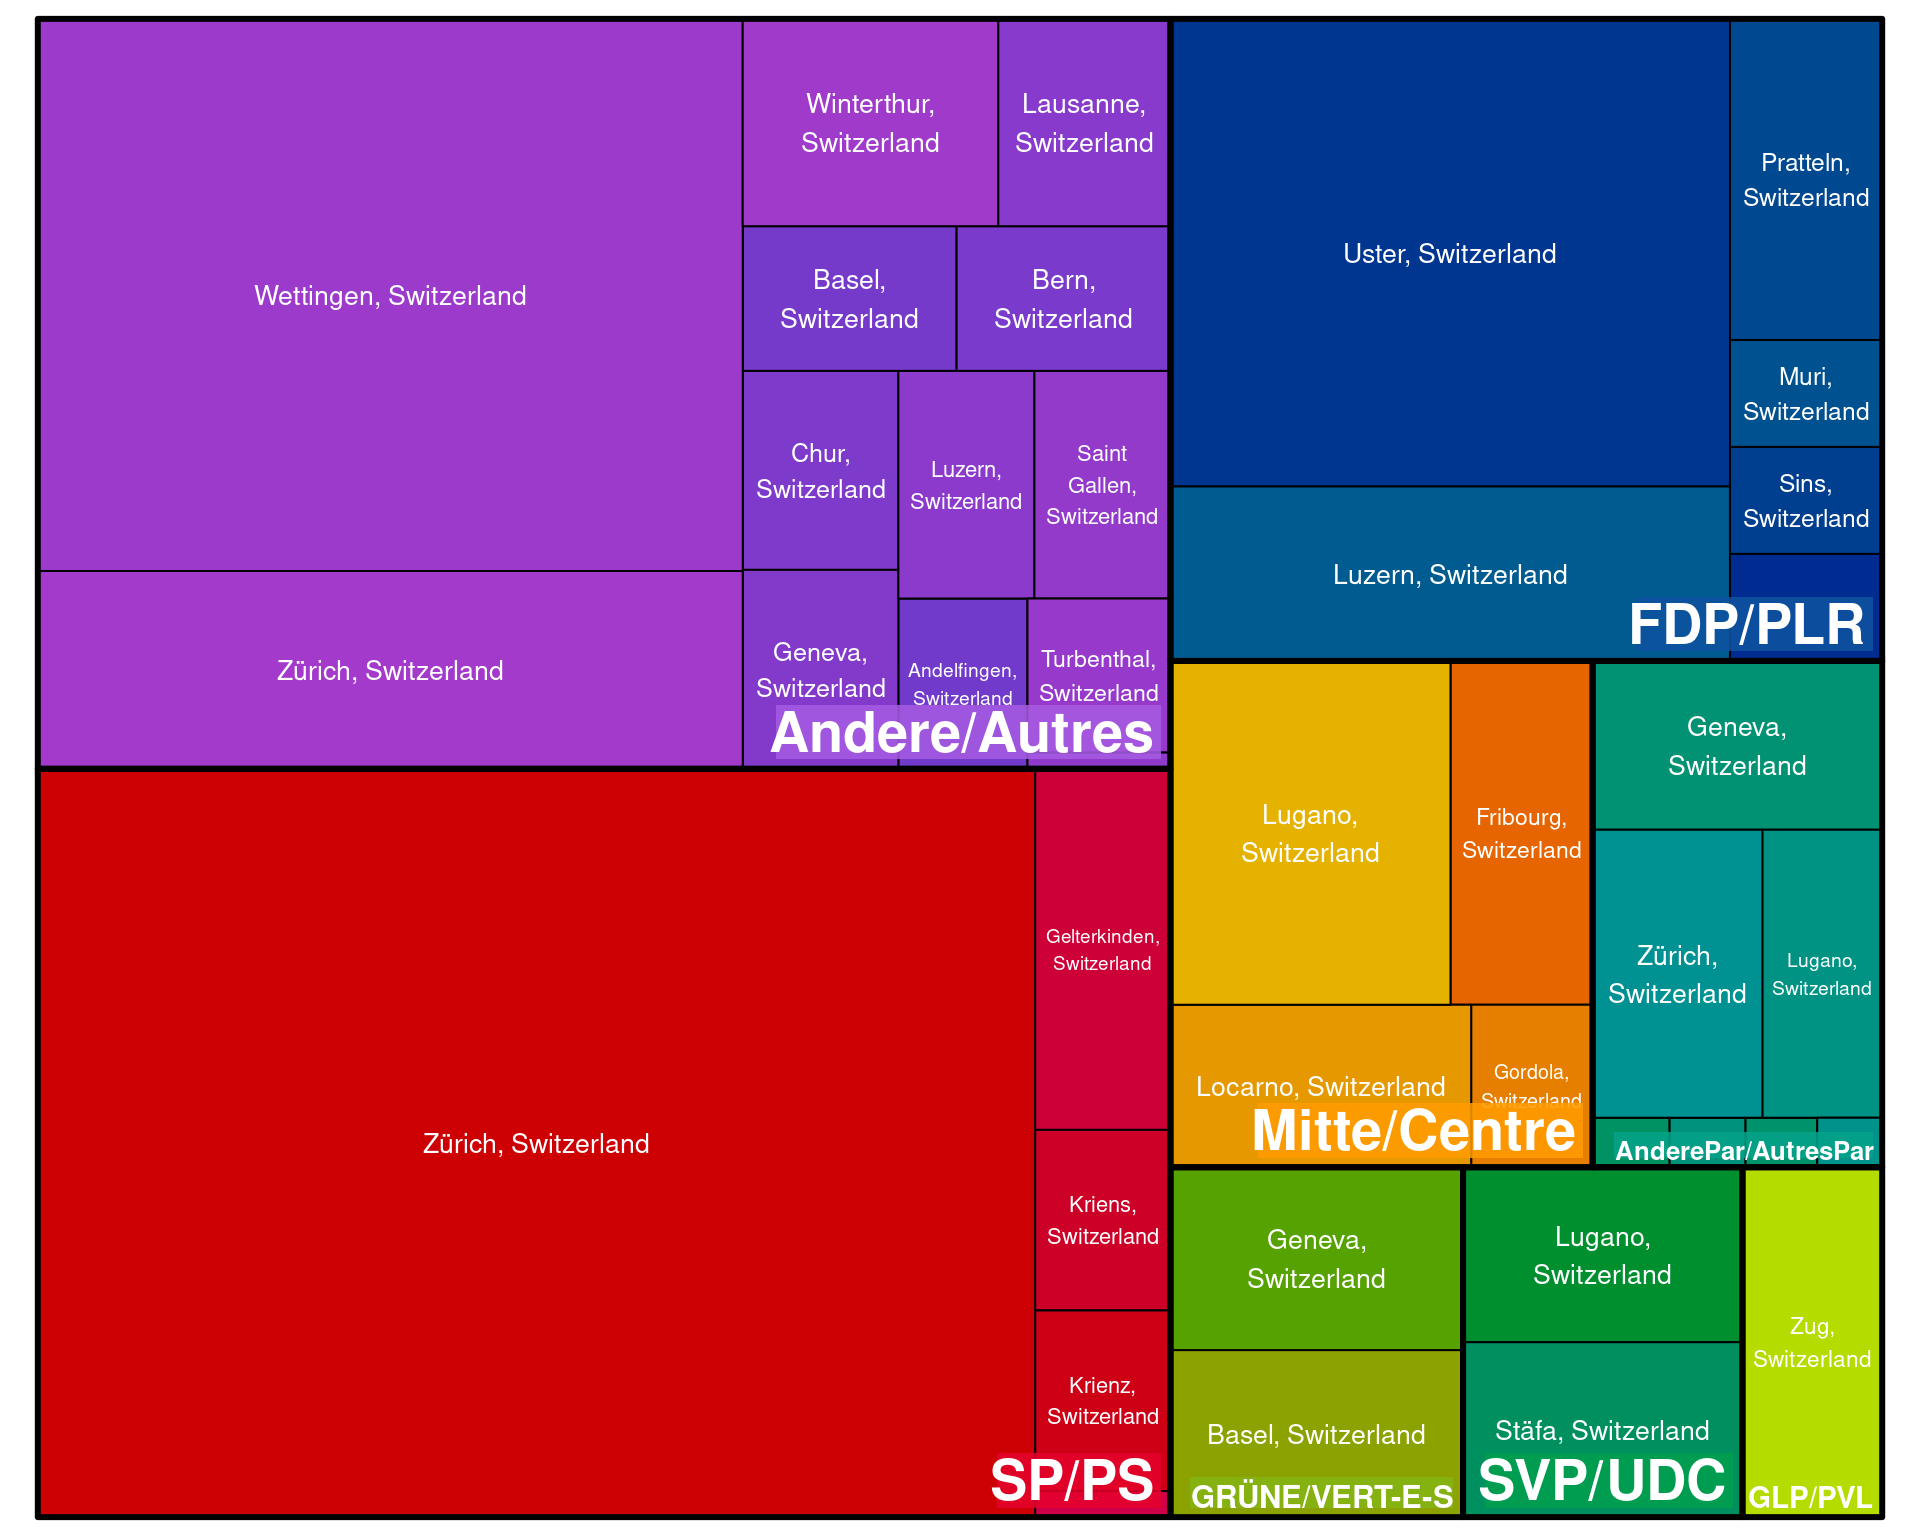 Wettingen, Switzerland
Zürich, Switzerland
Winterthur,
Switzerland
Lausanne,
Switzerland
Basel,
Switzerland
Bern,
Switzerland
Chur,
Switzerland
Luzern,
Switzerland
Saint
Gallen,
Switzerland
Geneva,
Switzerland
Andelfingen,
Switzerland
Turbenthal,
Switzerland
Andere/Autres
Zürich, Switzerland
Gelterkinden,
Switzerland
Kriens,
Switzerland
Krienz,
Switzerland
SP/PS
Uster, Switzerland
Luzern, Switzerland
Pratteln,
Switzerland
Muri,
Switzerland
Sins,
Switzerland
FDP/PLR
Lugano,
Switzerland
Fribourg,
Switzerland
Locarno, Switzerland
Gordola,
Switzerland
Mitte/Centre
Geneva,
Switzerland
Zürich,
Switzerland
Lugano,
Switzerland
AnderePar/AutresPar
Geneva,
Switzerland
Basel, Switzerland
GRÜNE/VERT-E-S
Lugano,
Switzerland
Stäfa, Switzerland
SVP/UDC
Zug,
Switzerland
GLP/PVL